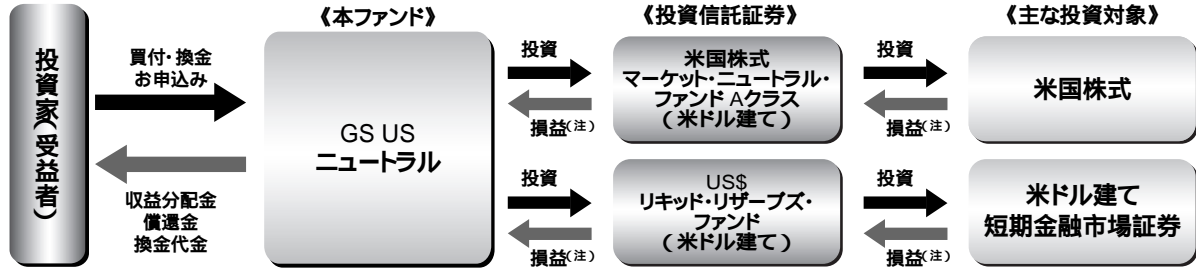 《本ファンド》
《投資信託証券》
《主な投資対象》
投資家(受益者)
買付・換金
お申込み
収益分配金
償還金
換金代金
GS US
ニュートラル
投資
損益(注)
投資
損益(注)
米国株式
マーケット・ニュートラル・
ファンド Aクラス
(米ドル建て)
US$
リキッド・リザーブズ・
ファンド
(米ドル建て)
投資
損益(注)
投資
損益(注)
米国株式
米ドル建て
短期金融市場証券